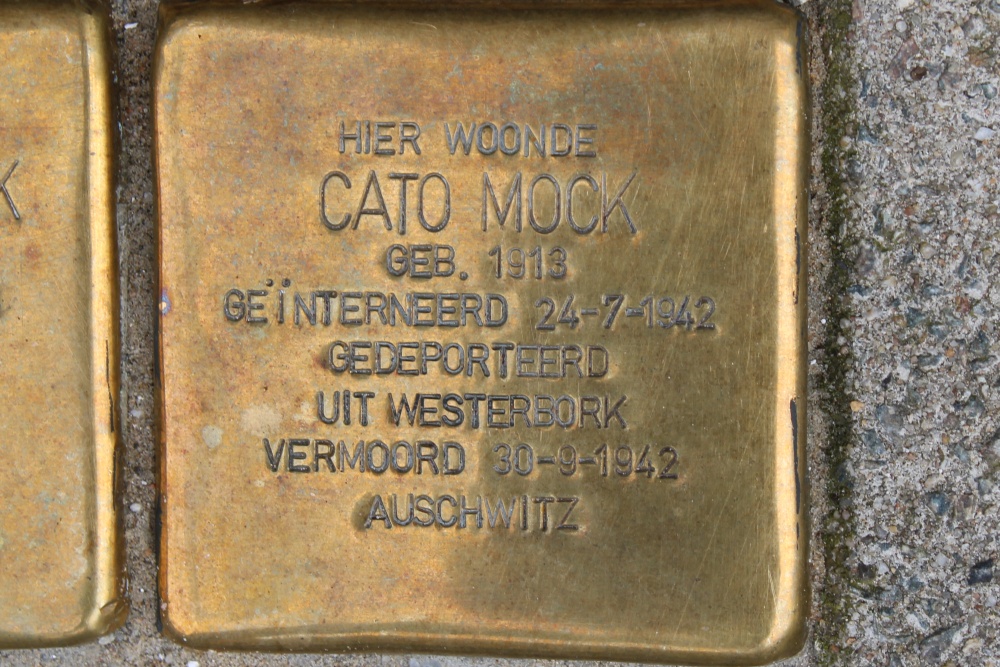 HIER WOONDE
CATO MOCK
GEB. 1913
GEÏNTERNEERD 24-7-1942
GEDEPORTEERD
UIT WESTERBORK
VERMOORD 30-9-1942
AUSCHWITZ